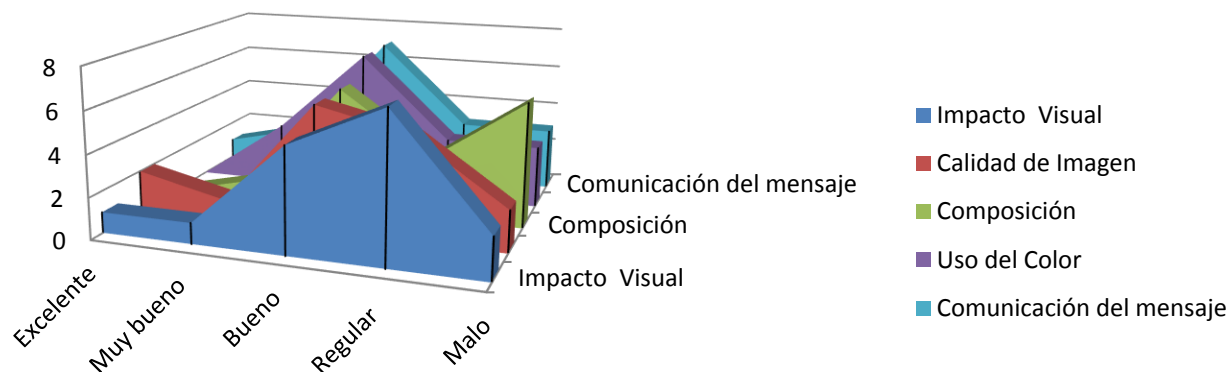 8
6
4
2
0
Excelente
Muy bueno
Bueno
Regular
Malo
Comunicación del mensaje
Composición
Impacto  Visual
Impacto  Visual
Calidad de Imagen
Composición
Uso del Color
Comunicación del mensaje